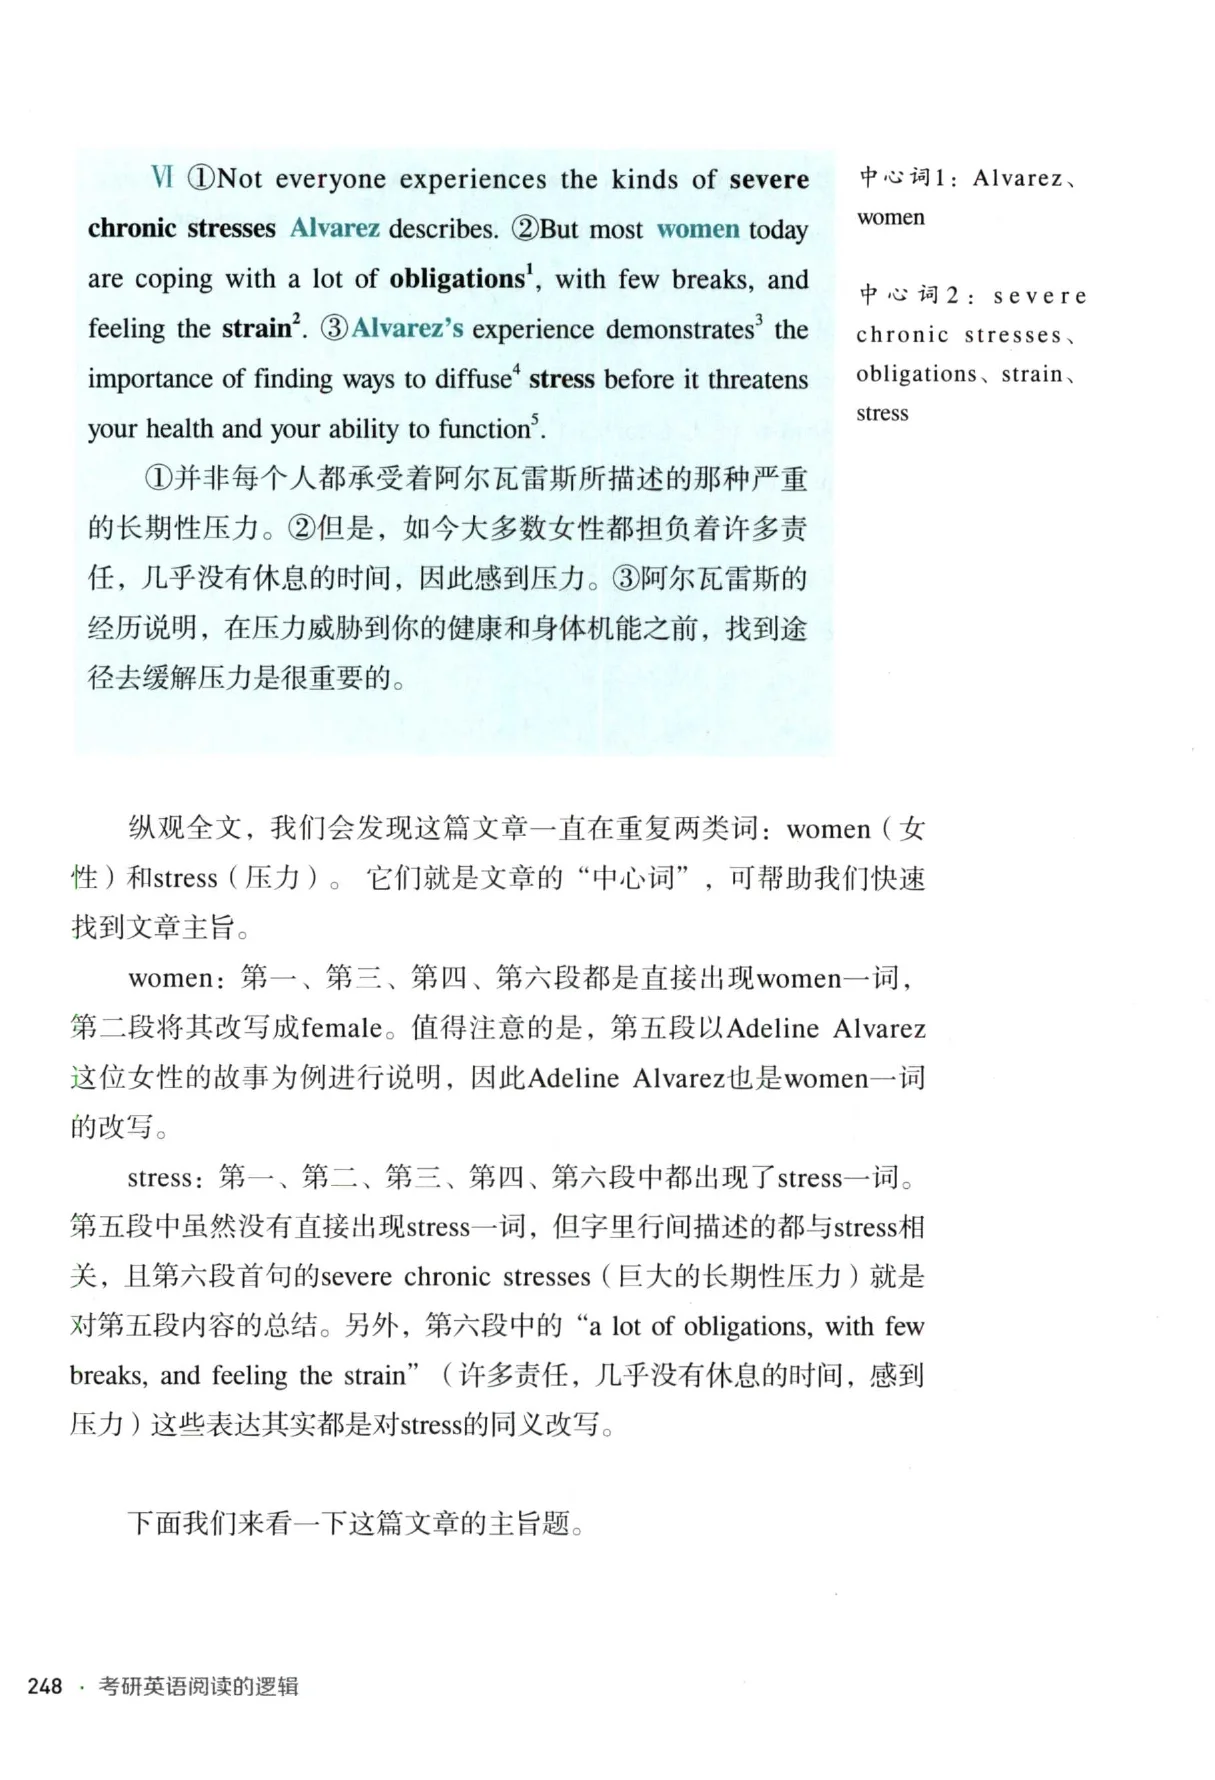 Ⅵ ①Not everyone experiences the kinds of severe
chronic stresses Alvarez describes. ②But most women today
are coping with a lot of obligations¹, with few breaks, and
feeling the strain². ③Alvarez's experience demonstrates³ the
importance of finding ways to diffuse⁴ stress before it threatens
your health and your ability to function⁵.
①并非每个人都承受着阿尔瓦雷斯所描述的那种严重
的长期性压力。②但是，如今大多数女性都担负着许多责
任，几乎没有休息的时间，因此感到压力。③阿尔瓦雷斯的
经历说明，在压力威胁到你的健康和身体机能之前，找到途
径去缓解压力是很重要的。
中心词1：Alvarez、
women
中心词2：severe
chronic stresses、
obligations、strain、
stress
纵观全文，我们会发现这篇文章一直在重复两类词：women（女
性）和stress（压力）。 它们就是文章的“中心词”，可帮助我们快速
找到文章主旨。
women：第一、第三、第四、第六段都是直接出现women一词，
第二段将其改写成female。值得注意的是，第五段以Adeline Alvarez
这位女性的故事为例进行说明，因此Adeline Alvarez也是women一词
的改写。
stress：第一、第二、第三、第四、第六段中都出现了stress一词。
第五段中虽然没有直接出现stress一词，但字里行间描述的都与stress相
关，且第六段首句的severe chronic stresses（巨大的长期性压力）就是
对第五段内容的总结。另外，第六段中的“a lot of obligations, with few
breaks, and feeling the strain”（许多责任，几乎没有休息的时间，感到
压力）这些表达其实都是对stress的同义改写。
下面我们来看一下这篇文章的主旨题。
248 · 考研英语阅读的逻辑